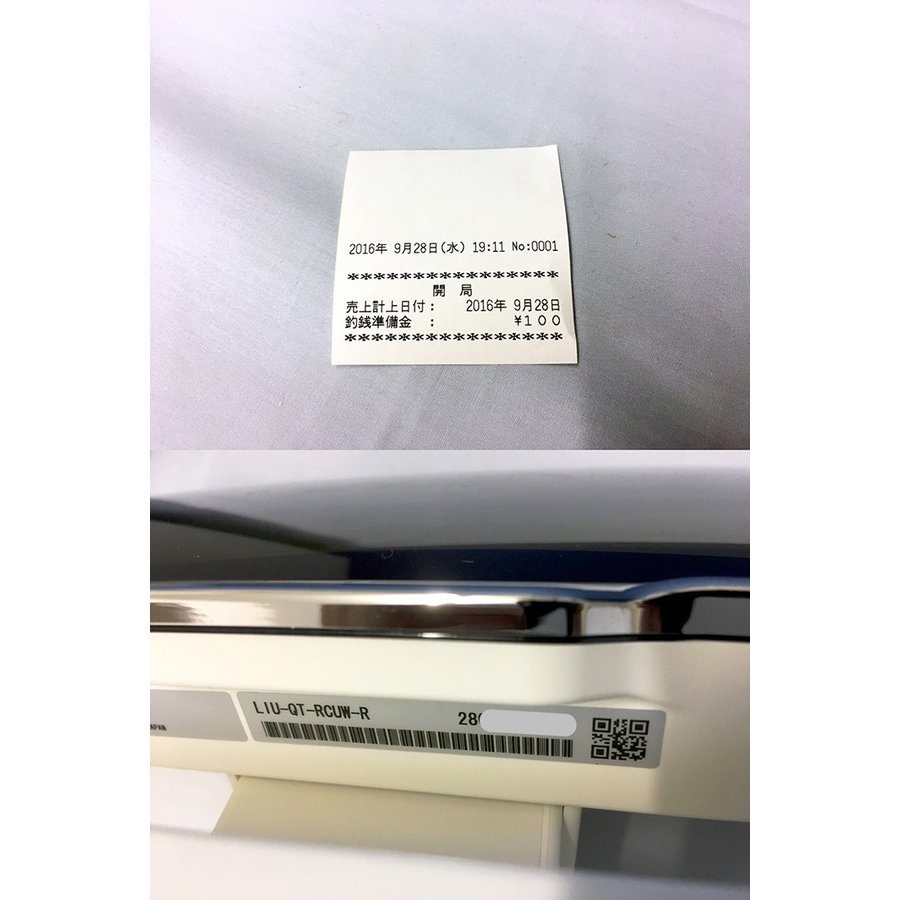 2016年 9月28日(水) 19:11 No:0001
****************
開 局
売上計上日付: 2016年 9月28日
釣銭準備金 : ¥100
****************
LIU-QT-RCUW-R 28